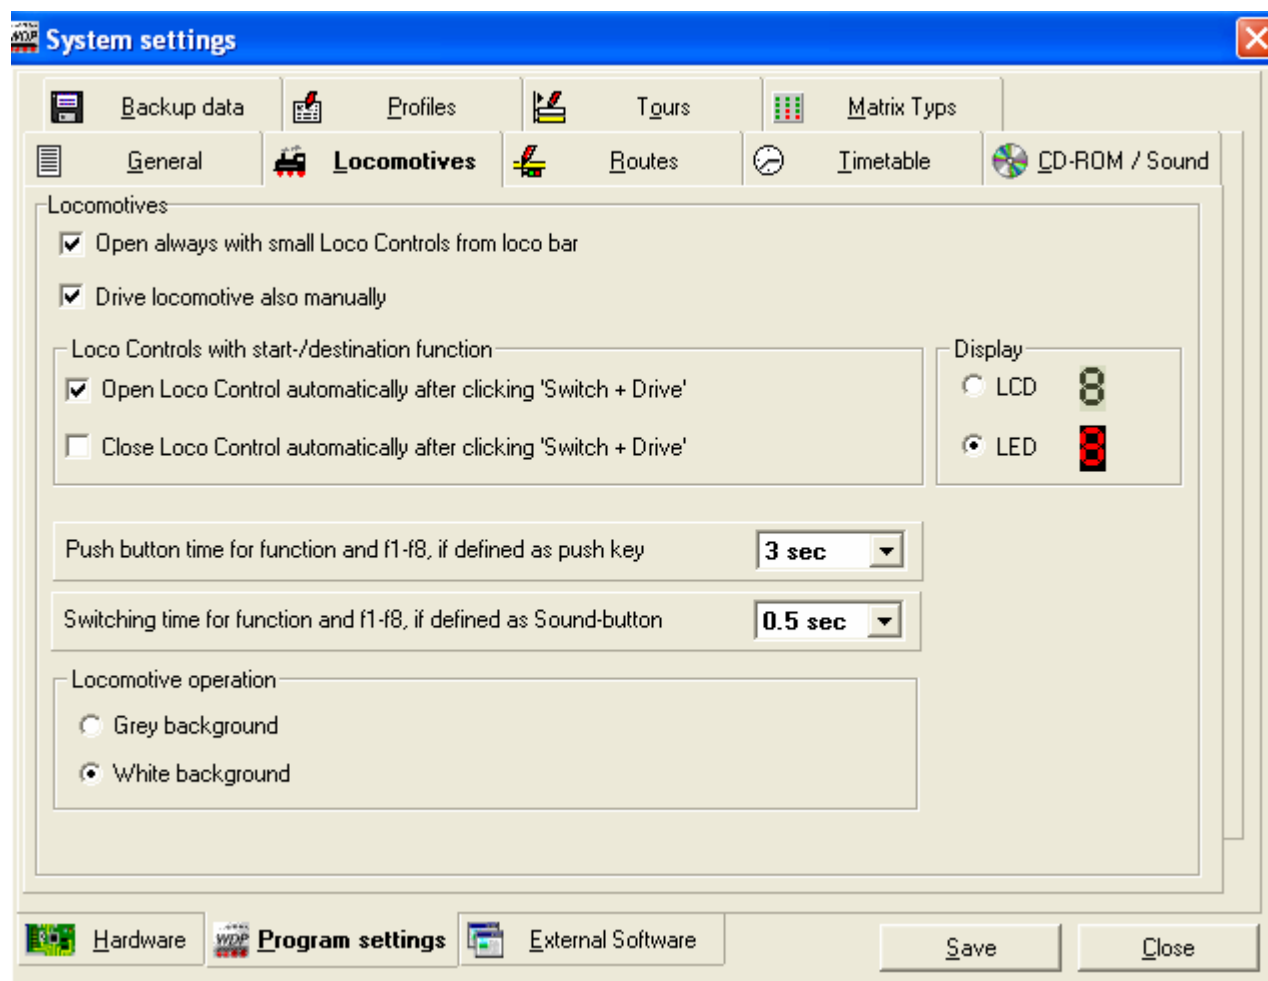 WDP System settings
Backup data Profiles Tours Matrix Typs
General Locomotives Routes Timetable CD-ROM / Sound
Locomotives
Open always with small Loco Controls from loco bar
Drive locomotive also manually
Loco Controls with start-/destination function
Display
Open Loco Control automatically after clicking 'Switch + Drive'
LCD 8
Close Loco Control automatically after clicking 'Switch + Drive'
LED 8
Push button time for function and f1-f8, if defined as push key 3 sec
Switching time for function and f1-f8, if defined as Sound-button 0.5 sec
Locomotive operation
Grey background
White background
Hardware WDP Program settings External Software Save Close